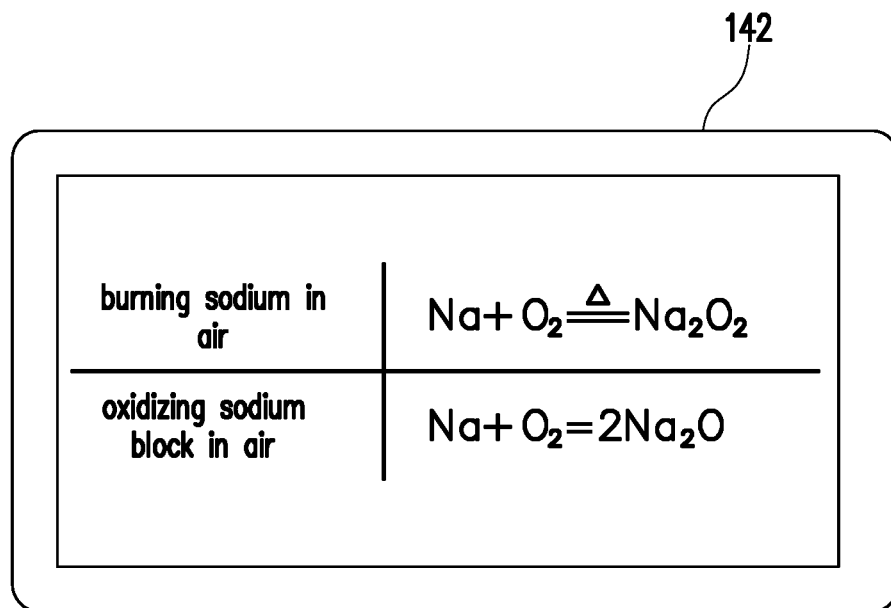 142
burning sodium in
air
Na+ O₂ ≜ Na₂O₂
oxidizing sodium
block in air
Na+ O₂=2Na₂O